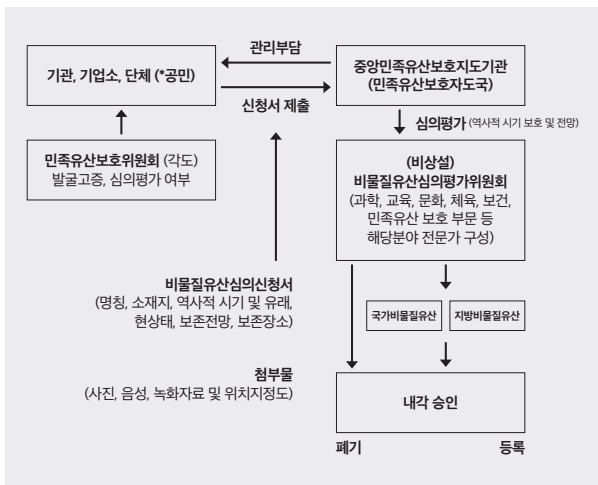 관리부담
기관, 기업소, 단체 (*공민)
중앙민족유산보호지도기관
(민족유산보호자도국)
신청서 제출
심의평가 (역사적 시기 보호 및 전망)
민족유산보호위원회 (각도)
발굴고증, 심의평가 여부
(비상설)
비물질유산심의평가위원회
(과학, 교육, 문화, 체육, 보건,
민족유산 보호 부문 등
해당분야 전문가 구성)
비물질유산심의신청서
(명칭, 소재지, 역사적 시기 및 유래,
현상태, 보존전망, 보존장소)
국가비물질유산
지방비물질유산
첨부물
(사진, 음성, 녹화자료 및 위치지정도)
내각 승인
폐기
등록